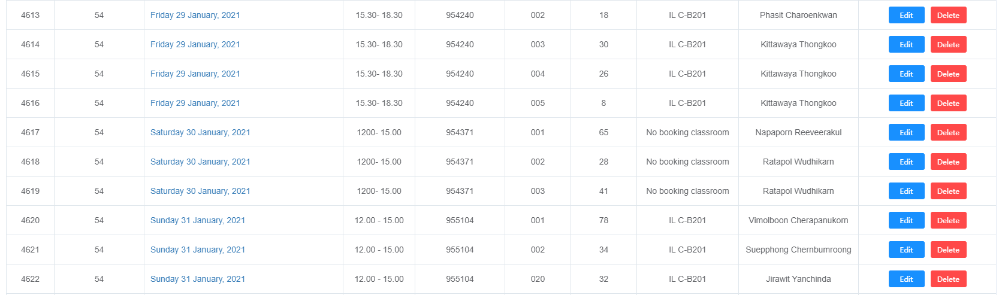 4613 54 Friday 29 January, 2021 15.30- 18.30 954240 002 18 IL C-B201 Phasit Charoenkwan Edit Delete
4614 54 Friday 29 January, 2021 15.30- 18.30 954240 003 30 IL C-B201 Kittawaya Thongkoo Edit Delete
4615 54 Friday 29 January, 2021 15.30- 18.30 954240 004 26 IL C-B201 Kittawaya Thongkoo Edit Delete
4616 54 Friday 29 January, 2021 15.30- 18.30 954240 005 8 IL C-B201 Kittawaya Thongkoo Edit Delete
4617 54 Saturday 30 January, 2021 1200- 15.00 954371 001 65 No booking classroom Napaporn Reeveerakul Edit Delete
4618 54 Saturday 30 January, 2021 1200- 15.00 954371 002 28 No booking classroom Ratapol Wudhikarn Edit Delete
4619 54 Saturday 30 January, 2021 1200- 15.00 954371 003 41 No booking classroom Ratapol Wudhikarn Edit Delete
4620 54 Sunday 31 January, 2021 12.00 - 15.00 955104 001 78 IL C-B201 Vimolboon Cherapanukorn Edit Delete
4621 54 Sunday 31 January, 2021 12.00 - 15.00 955104 002 34 IL C-B201 Suepphong Chernbumroong Edit Delete
4622 54 Sunday 31 January, 2021 12.00 - 15.00 955104 020 32 IL C-B201 Jirawit Yanchinda Edit Delete